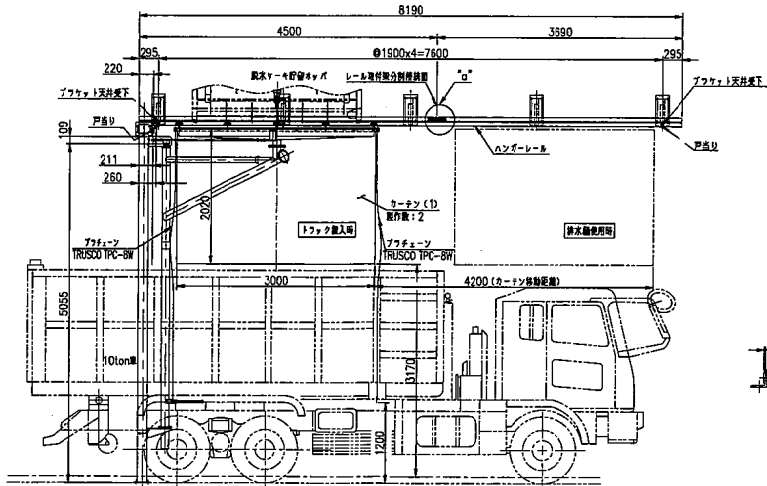 8190
4500
3690
295
@1900x4=7600
295
220
脱水ケーキ貯留ホッパ
レール取付架分割接続面
"a"
ブラケット天井受下
ブラケット天井受下
戸当り
戸当り
109
ハンガーレール
211
260
2020
カーテン(1)
製作数:2
トラック搬入時
排水軸使用時
プラチェーン
TRUSCO TPC-8W
プラチェーン
TRUSCO TPC-8W
3000
4200(カーテン移動距離)
5055
10ton車
3170
1200